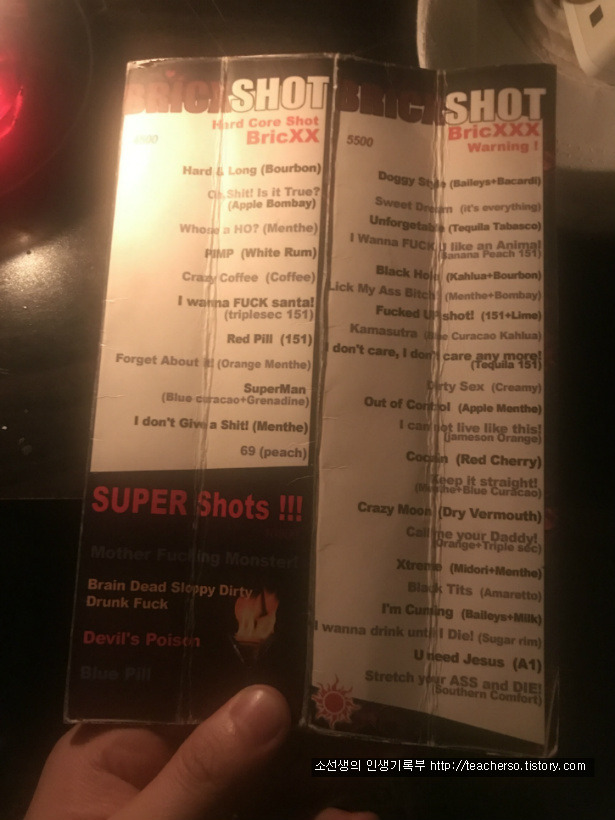 BRICKSHOT
Hard Core Shot
BricXX
Hard & Long (Bourbon)
Oh Shit! Is it True?
(Apple Bombay)
Whose a HO? (Menthe)
PIMP (White Rum)
Crazy Coffee (Coffee)
I wanna FUCK santa!
(triplesec 151)
Red Pill (151)
Forget About it! (Orange Menthe)
SuperMan
(Blue curacao+Grenadine)
I don't Give a Shit! (Menthe)
69 (peach)
SUPER Shots !!!
Mother Fucking Monster!
Brain Dead Sloppy Dirty
Drunk Fuck
Devil's Poison
Blue Pill
BRICKSHOT
5500
BricXXX
Warning !
Doggy Style (Baileys+Bacardi)
Sweet Dream (it's everything)
Unforgetable (Tequila Tabasco)
I Wanna FUCK U like an Animal
(Banana Peach 151)
Black Hole (Kahlua+Bourbon)
Lick My Ass Bitch! (Menthe+Bombay)
Fucked UP shot! (151+Lime)
Kamasutra (Blue Curacao Kahlua)
I don't care, I don't care any more!
(Tequila 151)
Dirty Sex (Creamy)
Out of Control (Apple Menthe)
I can not live like this!
(jameson Orange)
Cocain (Red Cherry)
Keep it straight!
(Menthe+Blue Curacao)
Crazy Moon (Dry Vermouth)
Call me your Daddy!
(Orange+Triple sec)
Xtreme (Midori+Menthe)
Black Tits (Amaretto)
I'm Cuming (Baileys+Milk)
I wanna drink until I Die! (Sugar rim)
U need Jesus (A1)
Stretch your ASS and DIE!
(Southern Comfort)
소선생의 인생기록부 http://teacherso.tistory.com